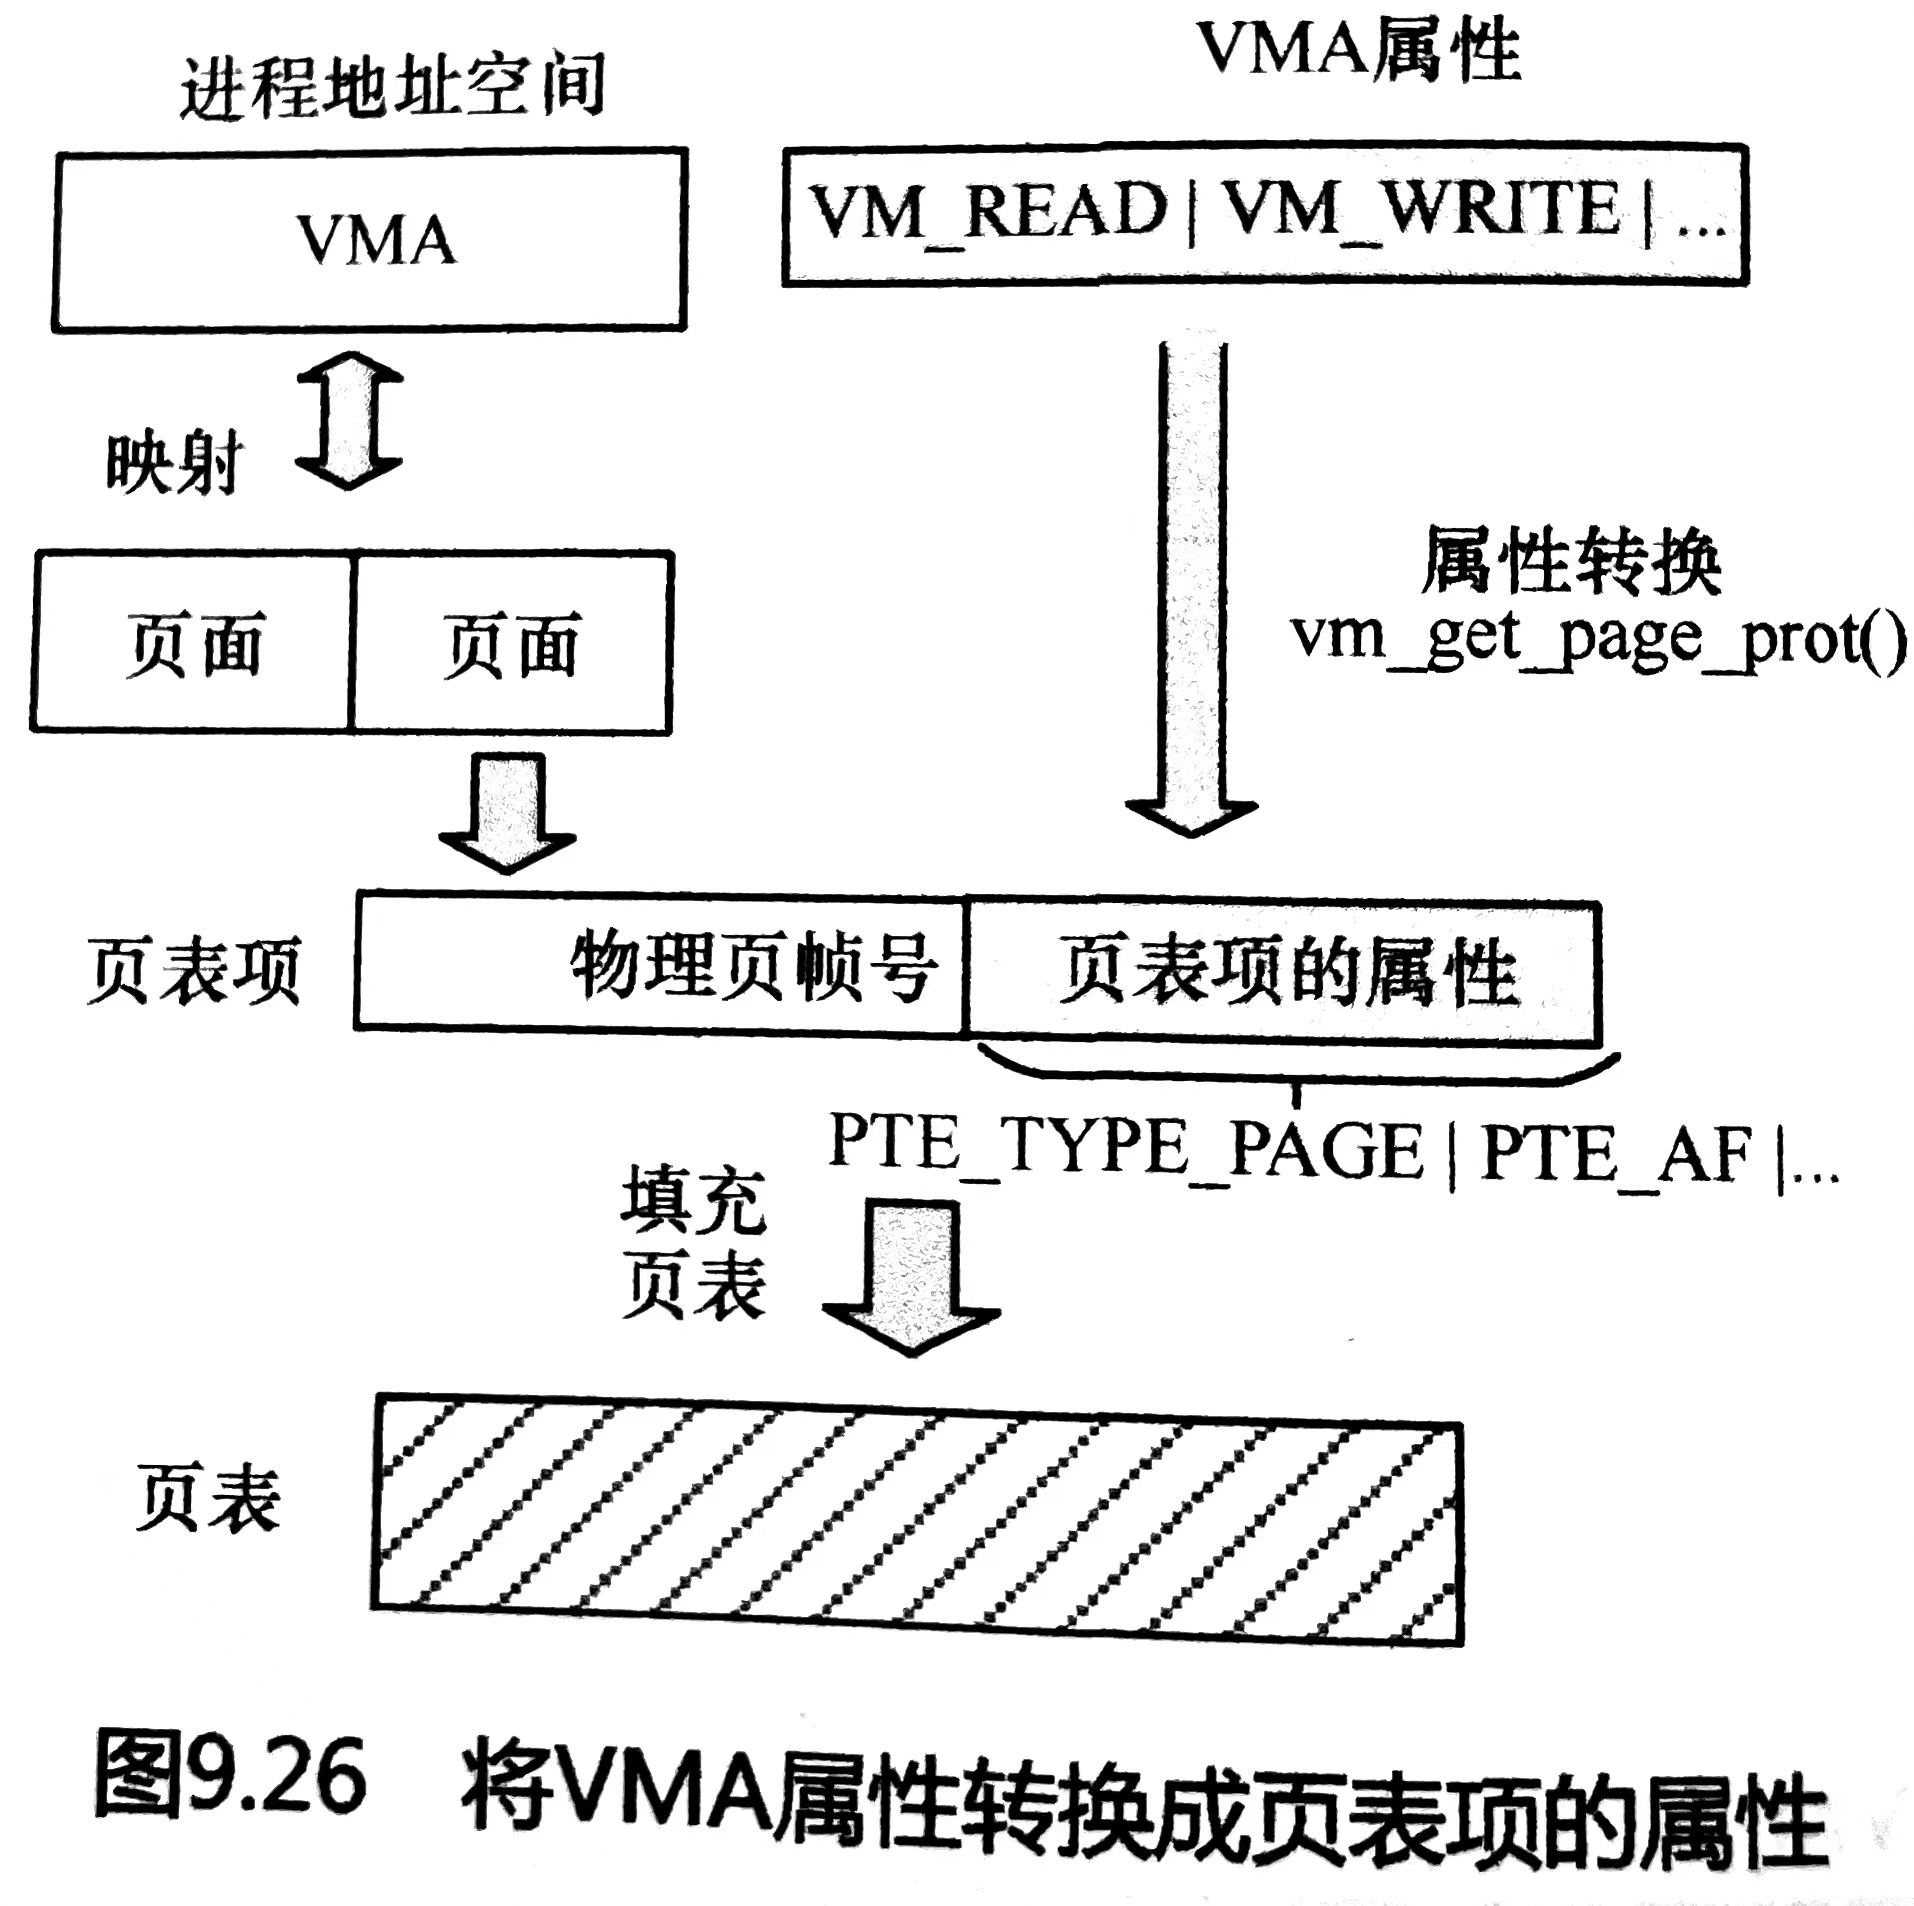 进程地址空间
VMA属性
VMA
VM_READ | VM_WRITE | ...
映射
属性转换
vm_get_page_prot()
页面
页面
页表项
物理页帧号
页表项的属性
PTE_TYPE_PAGE | PTE_AF |...
填充
页表
页表
图9.26 将VMA属性转换成页表项的属性